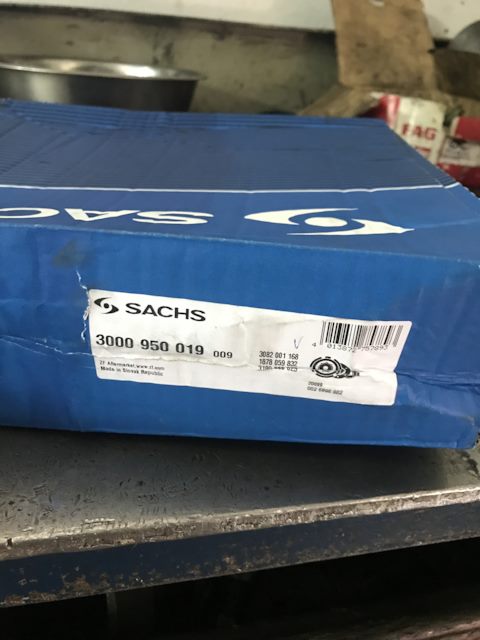 FAG
SAC
SACHS
3000 950 019 009
3082 001 168
1878 059 832
ZF Aftermarket www.zf.com
Made in Slovak Republic